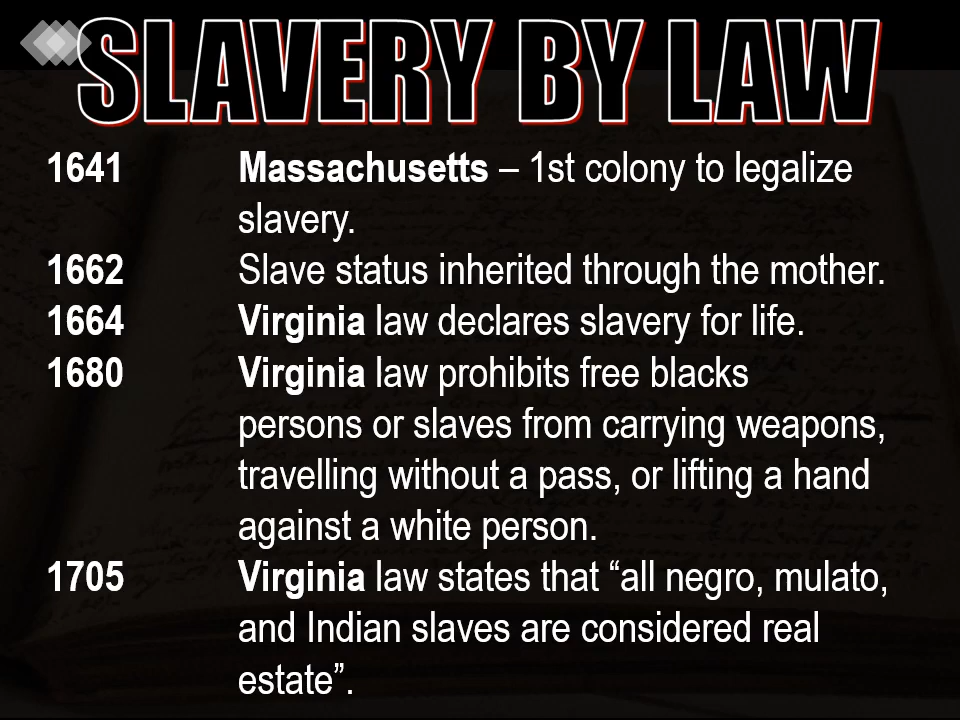 SLAVERY BY LAW
1641 Massachusetts – 1st colony to legalize
slavery.
1662 Slave status inherited through the mother.
1664 Virginia law declares slavery for life.
1680 Virginia law prohibits free blacks
persons or slaves from carrying weapons,
travelling without a pass, or lifting a hand
against a white person.
1705 Virginia law states that “all negro, mulato,
and Indian slaves are considered real
estate”.